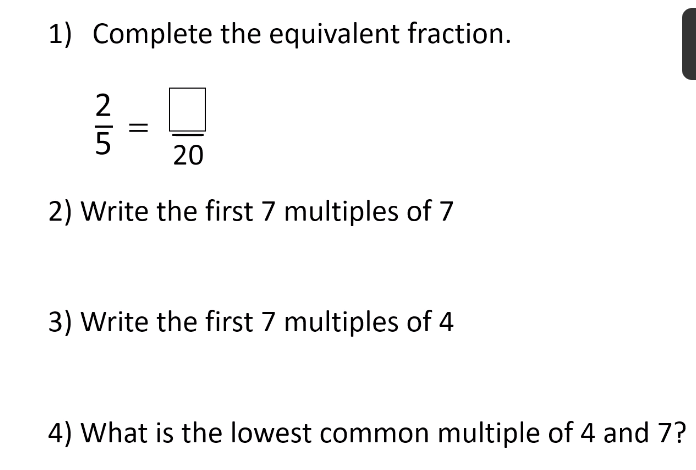 1) Complete the equivalent fraction.
2
5
=
20
2) Write the first 7 multiples of 7
3) Write the first 7 multiples of 4
4) What is the lowest common multiple of 4 and 7?